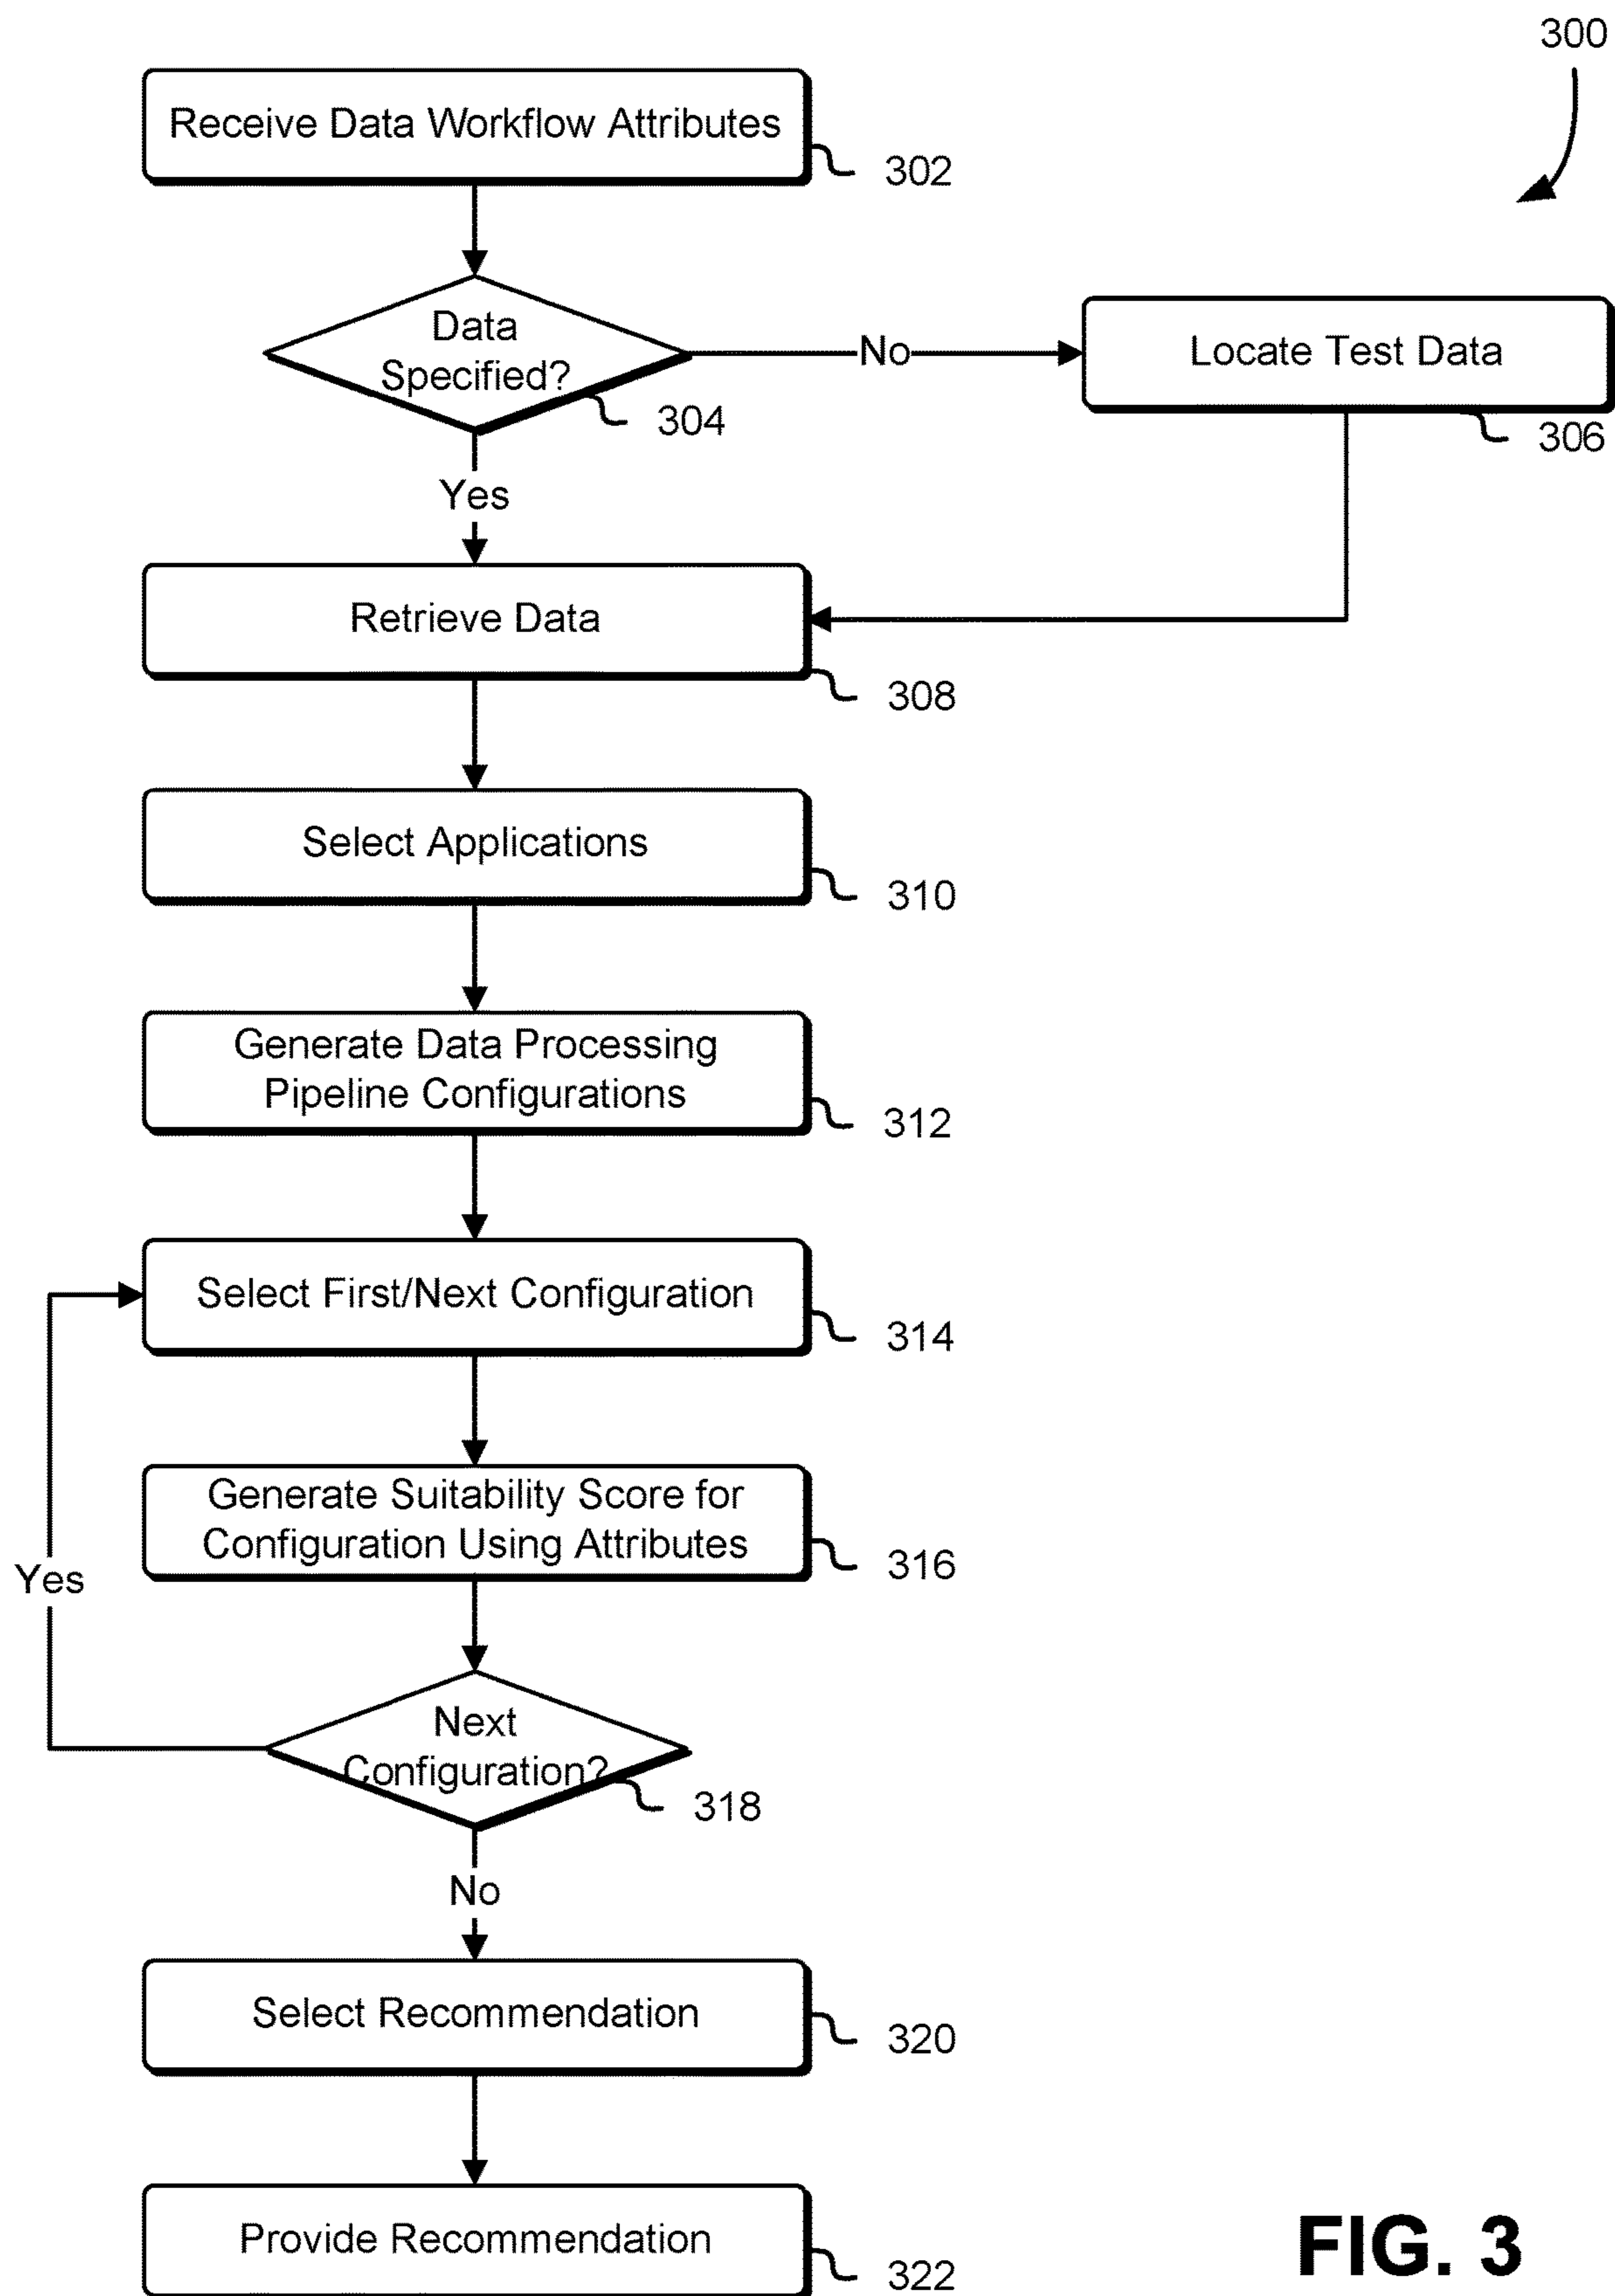 300
Receive Data Workflow Attributes
302
Data
Specified?
304
No
Locate Test Data
306
Yes
Retrieve Data
308
Select Applications
310
Generate Data Processing
Pipeline Configurations
312
Select First/Next Configuration
314
Generate Suitability Score for
Configuration Using Attributes
316
Yes
Next
Configuration?
318
No
Select Recommendation
320
Provide Recommendation
322
FIG. 3